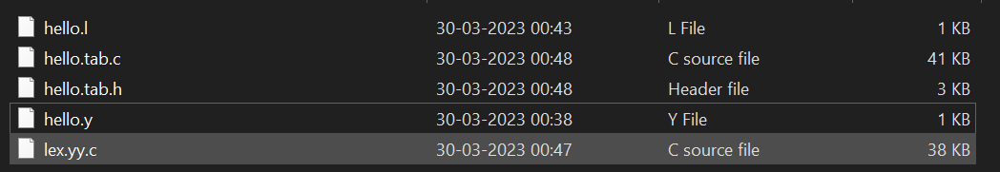 hello.l 30-03-2023 00:43 L File 1 KB
hello.tab.c 30-03-2023 00:48 C source file 41 KB
hello.tab.h 30-03-2023 00:48 Header file 3 KB
hello.y 30-03-2023 00:38 Y File 1 KB
lex.yy.c 30-03-2023 00:47 C source file 38 KB